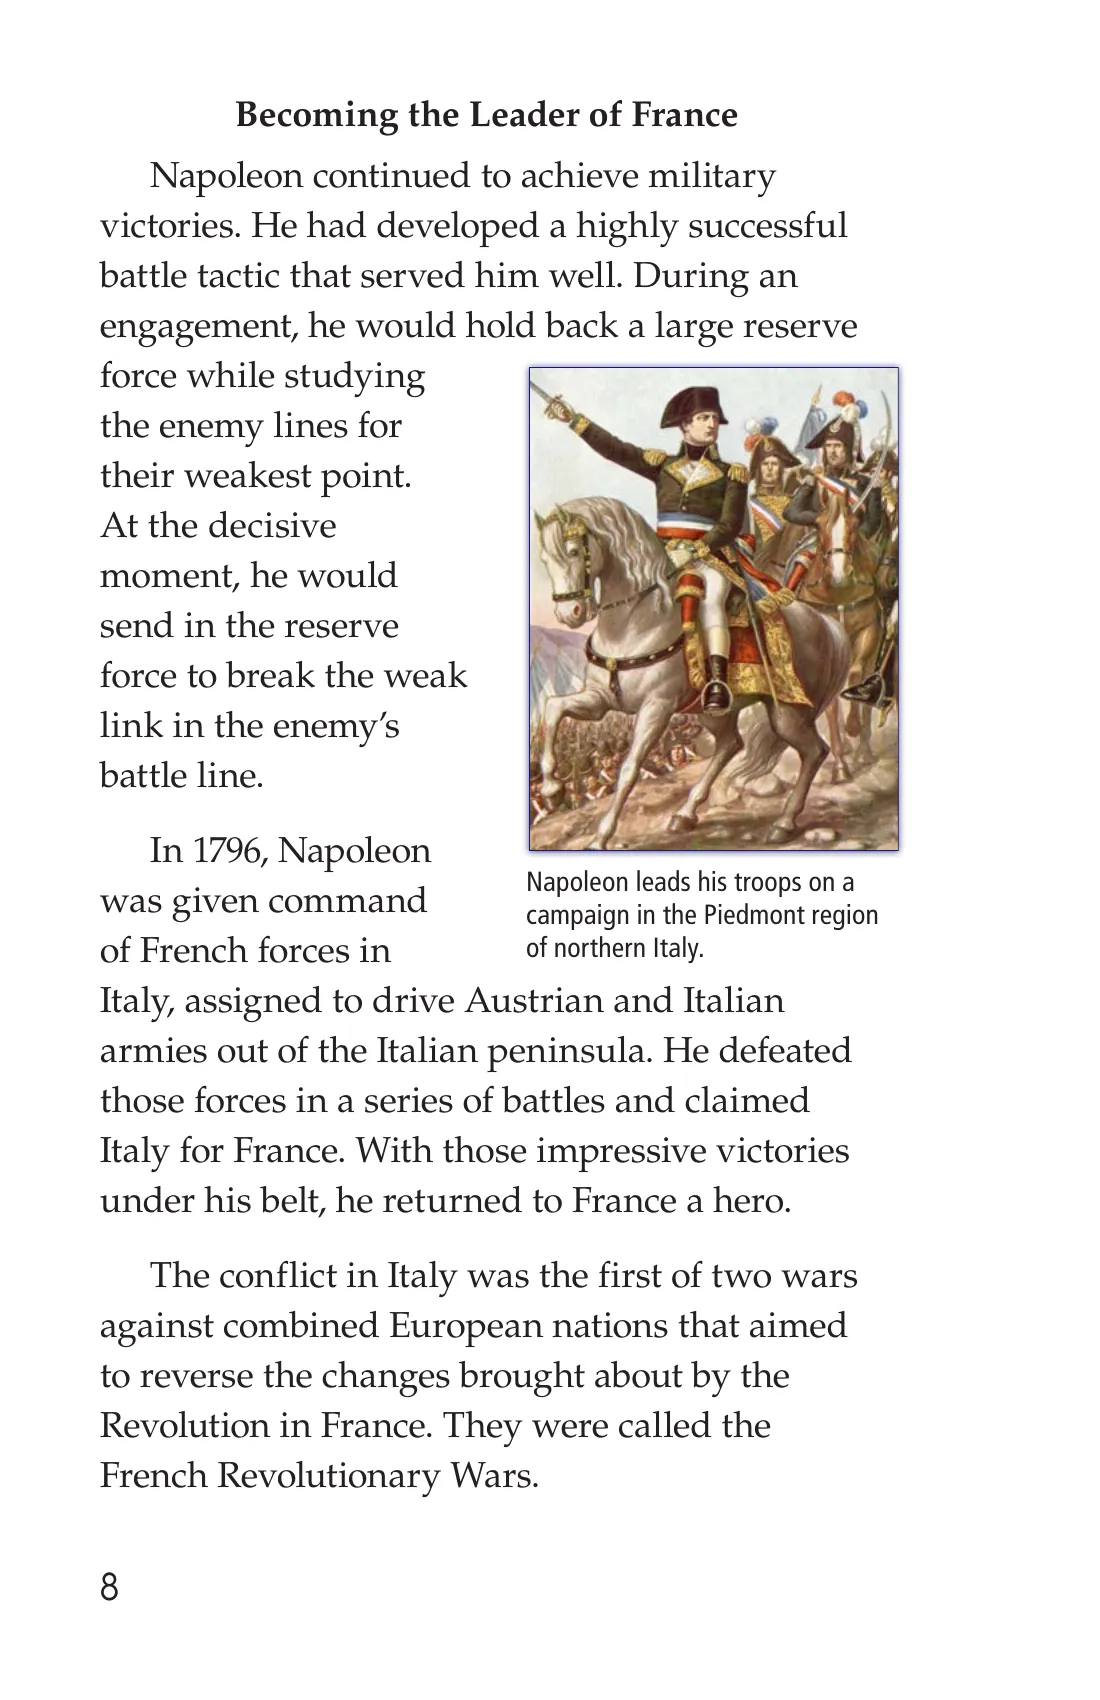 Becoming the Leader of France
Napoleon continued to achieve military
victories. He had developed a highly successful
battle tactic that served him well. During an
engagement, he would hold back a large reserve
force while studying
the enemy lines for
their weakest point.
At the decisive
moment, he would
send in the reserve
force to break the weak
link in the enemy’s
battle line.
In 1796, Napoleon
was given command
of French forces in
Italy, assigned to drive Austrian and Italian
armies out of the Italian peninsula. He defeated
those forces in a series of battles and claimed
Italy for France. With those impressive victories
under his belt, he returned to France a hero.
Napoleon leads his troops on a
campaign in the Piedmont region
of northern Italy.
The conflict in Italy was the first of two wars
against combined European nations that aimed
to reverse the changes brought about by the
Revolution in France. They were called the
French Revolutionary Wars.
8